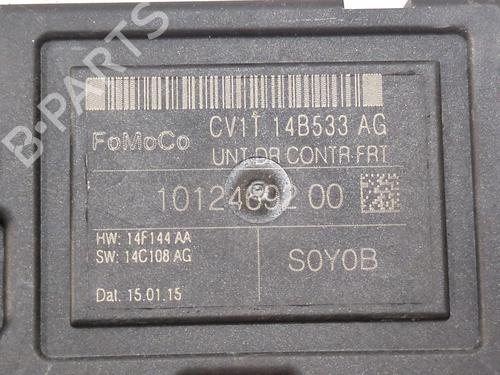 B-PARTS
FoMoCo
CV1T 14B533 AG
UNT DR CONTR FRT
10124692 00
HW: 14F144 AA
SW: 14C108 AG
S0Y0B
Dat. 15.01.15